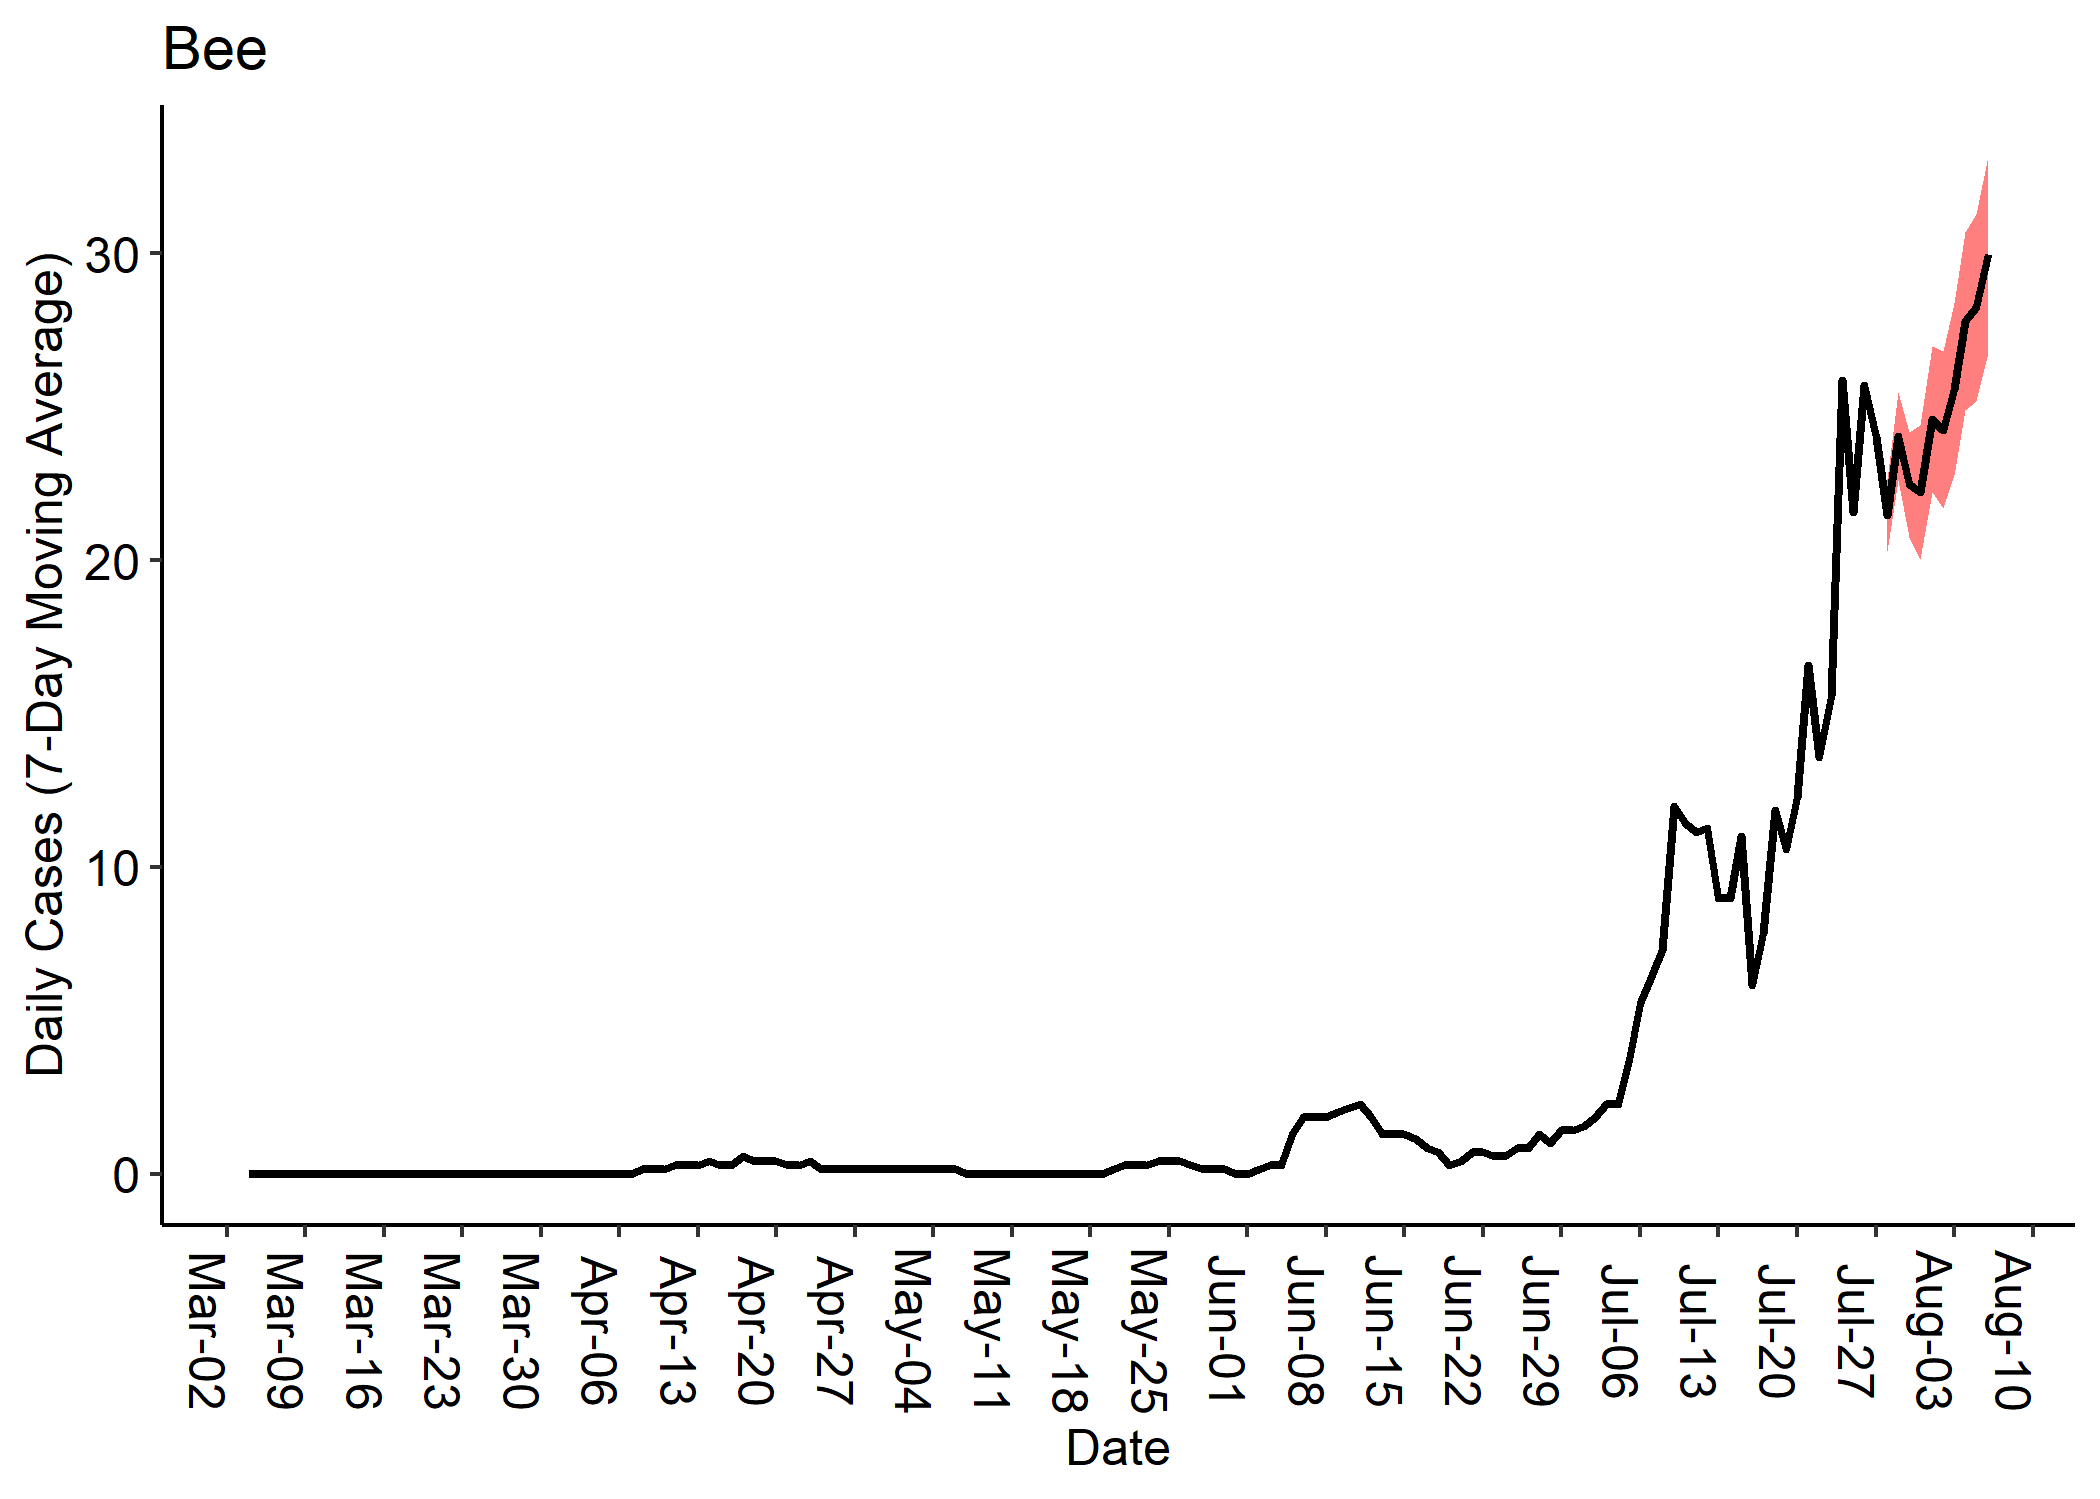 Bee
Daily Cases (7-Day Moving Average)
30
20
10
0
Mar-02
Mar-09
Mar-16
Mar-23
Mar-30
Apr-06
Apr-13
Apr-20
Apr-27
May-04
May-11
May-18
May-25
Jun-01
Jun-08
Jun-15
Jun-22
Jun-29
Jul-06
Jul-13
Jul-20
Jul-27
Aug-03
Aug-10
Date